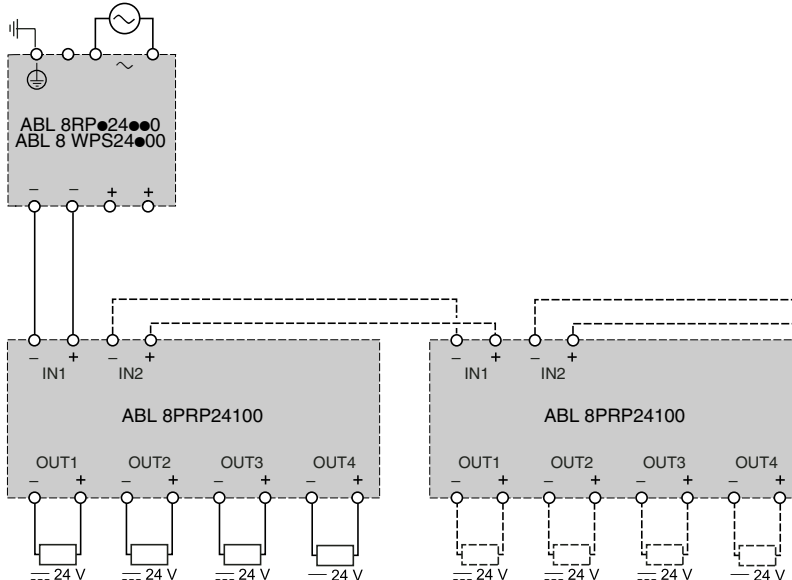 ABL 8RP●24●●0
ABL 8 WPS24●00
– – + +
– + – + – + – +
IN1 IN2 IN1 IN2
ABL 8PRP24100 ABL 8PRP24100
OUT1 OUT2 OUT3 OUT4 OUT1 OUT2 OUT3 OUT4
– + – + – + – + – + – + – + – +
24 V 24 V 24 V 24 V 24 V 24 V 24 V 24 V